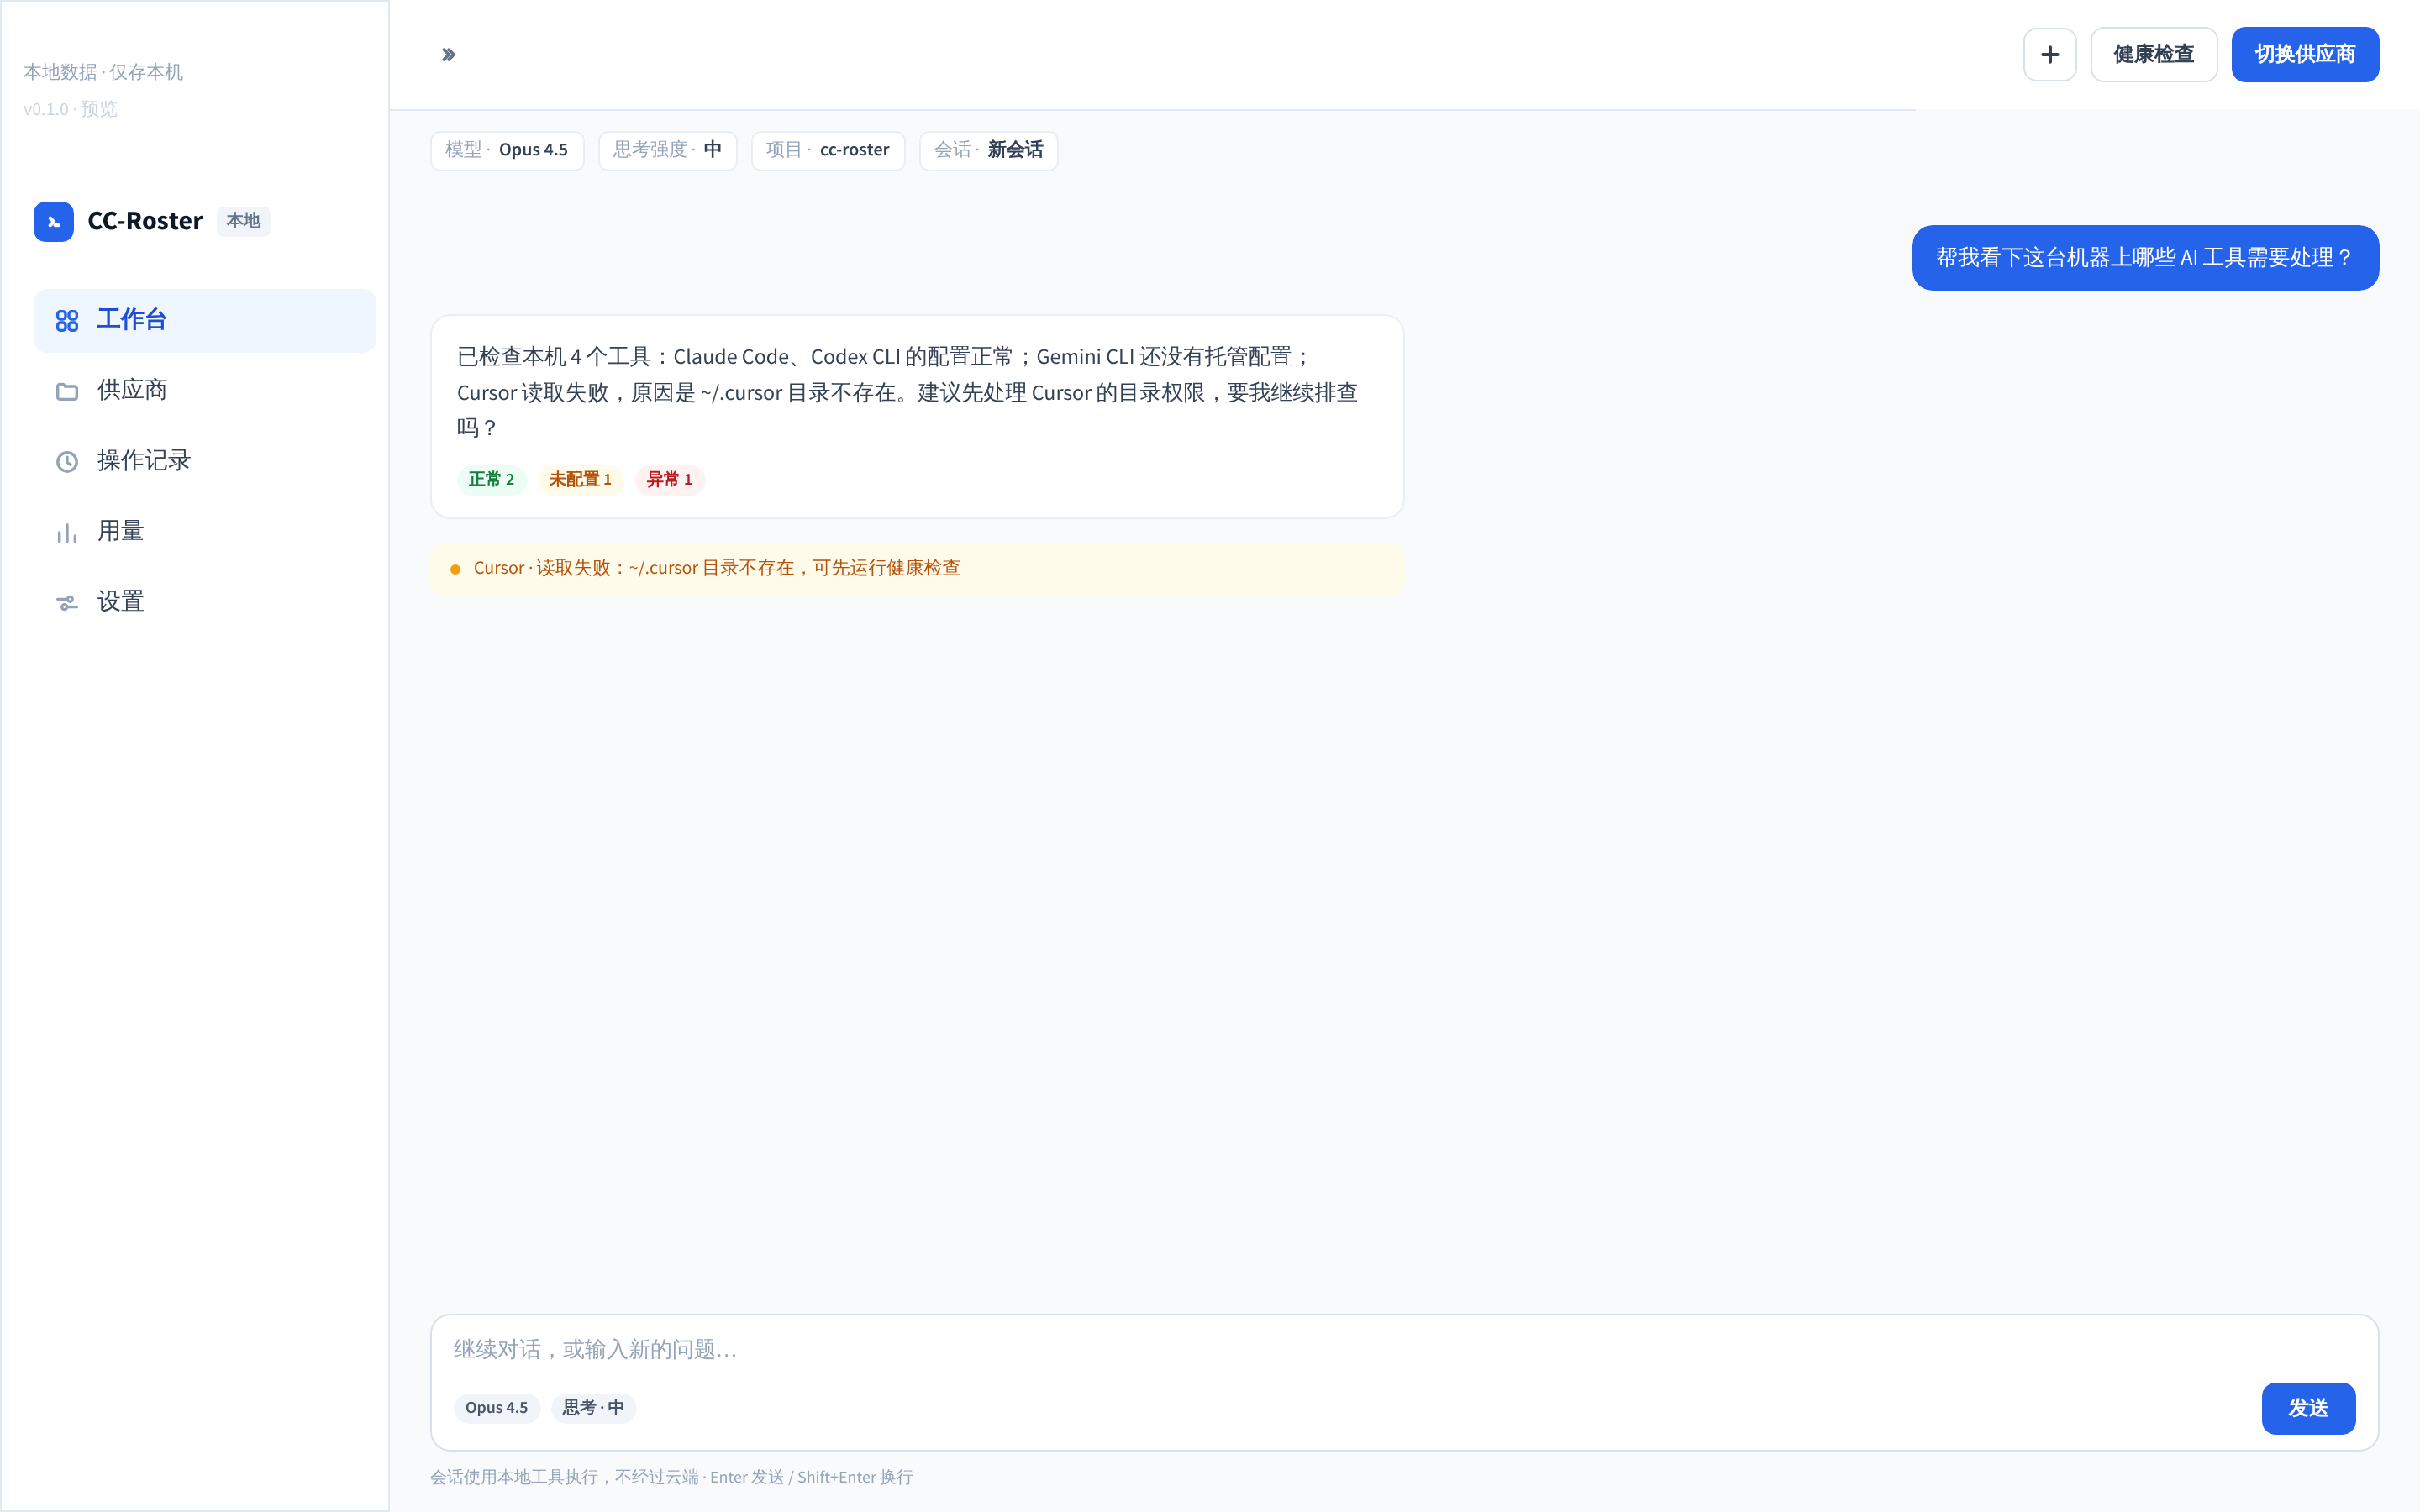 本地数据 · 仅存本机
v0.1.0 · 预览
CC-Roster 本地
工作台
供应商
操作记录
用量
设置
健康检查 切换供应商
模型 · Opus 4.5 思考强度 · 中 项目 · cc-roster 会话 · 新会话
帮我看下这台机器上哪些 AI 工具需要处理？
已检查本机 4 个工具：Claude Code、Codex CLI 的配置正常；Gemini CLI 还没有托管配置；
Cursor 读取失败，原因是 ~/.cursor 目录不存在。建议先处理 Cursor 的目录权限，要我继续排查
吗？
正常 2 未配置 1 异常 1
Cursor · 读取失败：~/.cursor 目录不存在，可先运行健康检查
继续对话，或输入新的问题…
Opus 4.5 思考 · 中
发送
会话使用本地工具执行，不经过云端 · Enter 发送 / Shift+Enter 换行